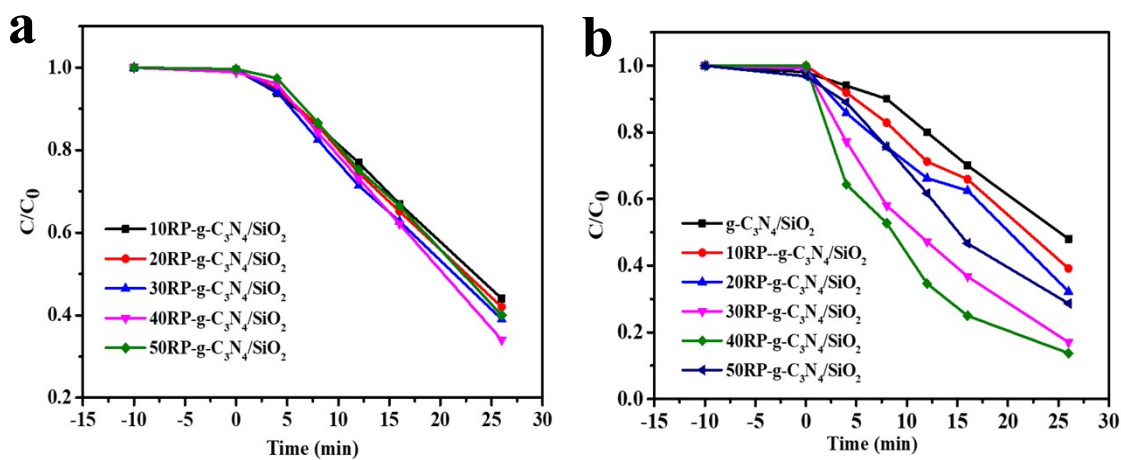 a
C/C₀
1.0
0.8
0.6
0.4
0.2
10RP-g-C₃N₄/SiO₂
20RP-g-C₃N₄/SiO₂
30RP-g-C₃N₄/SiO₂
40RP-g-C₃N₄/SiO₂
50RP-g-C₃N₄/SiO₂
-15 -10 -5 0 5 10 15 20 25 30
Time (min)
b
C/C₀
1.0
0.8
0.6
0.4
0.2
0.0
g-C₃N₄/SiO₂
10RP--g-C₃N₄/SiO₂
20RP-g-C₃N₄/SiO₂
30RP-g-C₃N₄/SiO₂
40RP-g-C₃N₄/SiO₂
50RP-g-C₃N₄/SiO₂
-15 -10 -5 0 5 10 15 20 25 30
Time (min)